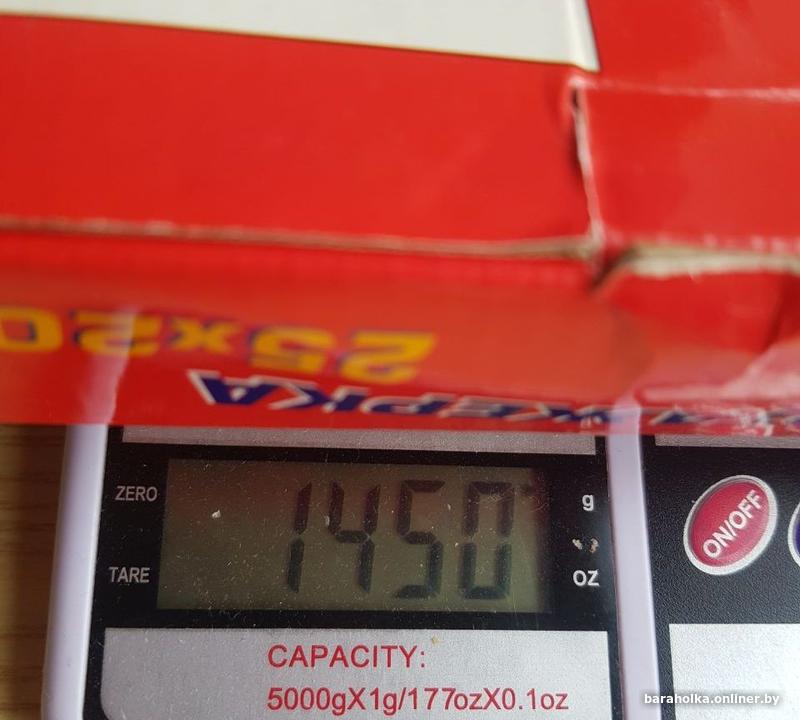 25x20
ZERO
1450
g
TARE
oz
ON/OFF
CAPACITY:
5000gX1g/177ozX0.1oz
baraholka.onliner.by